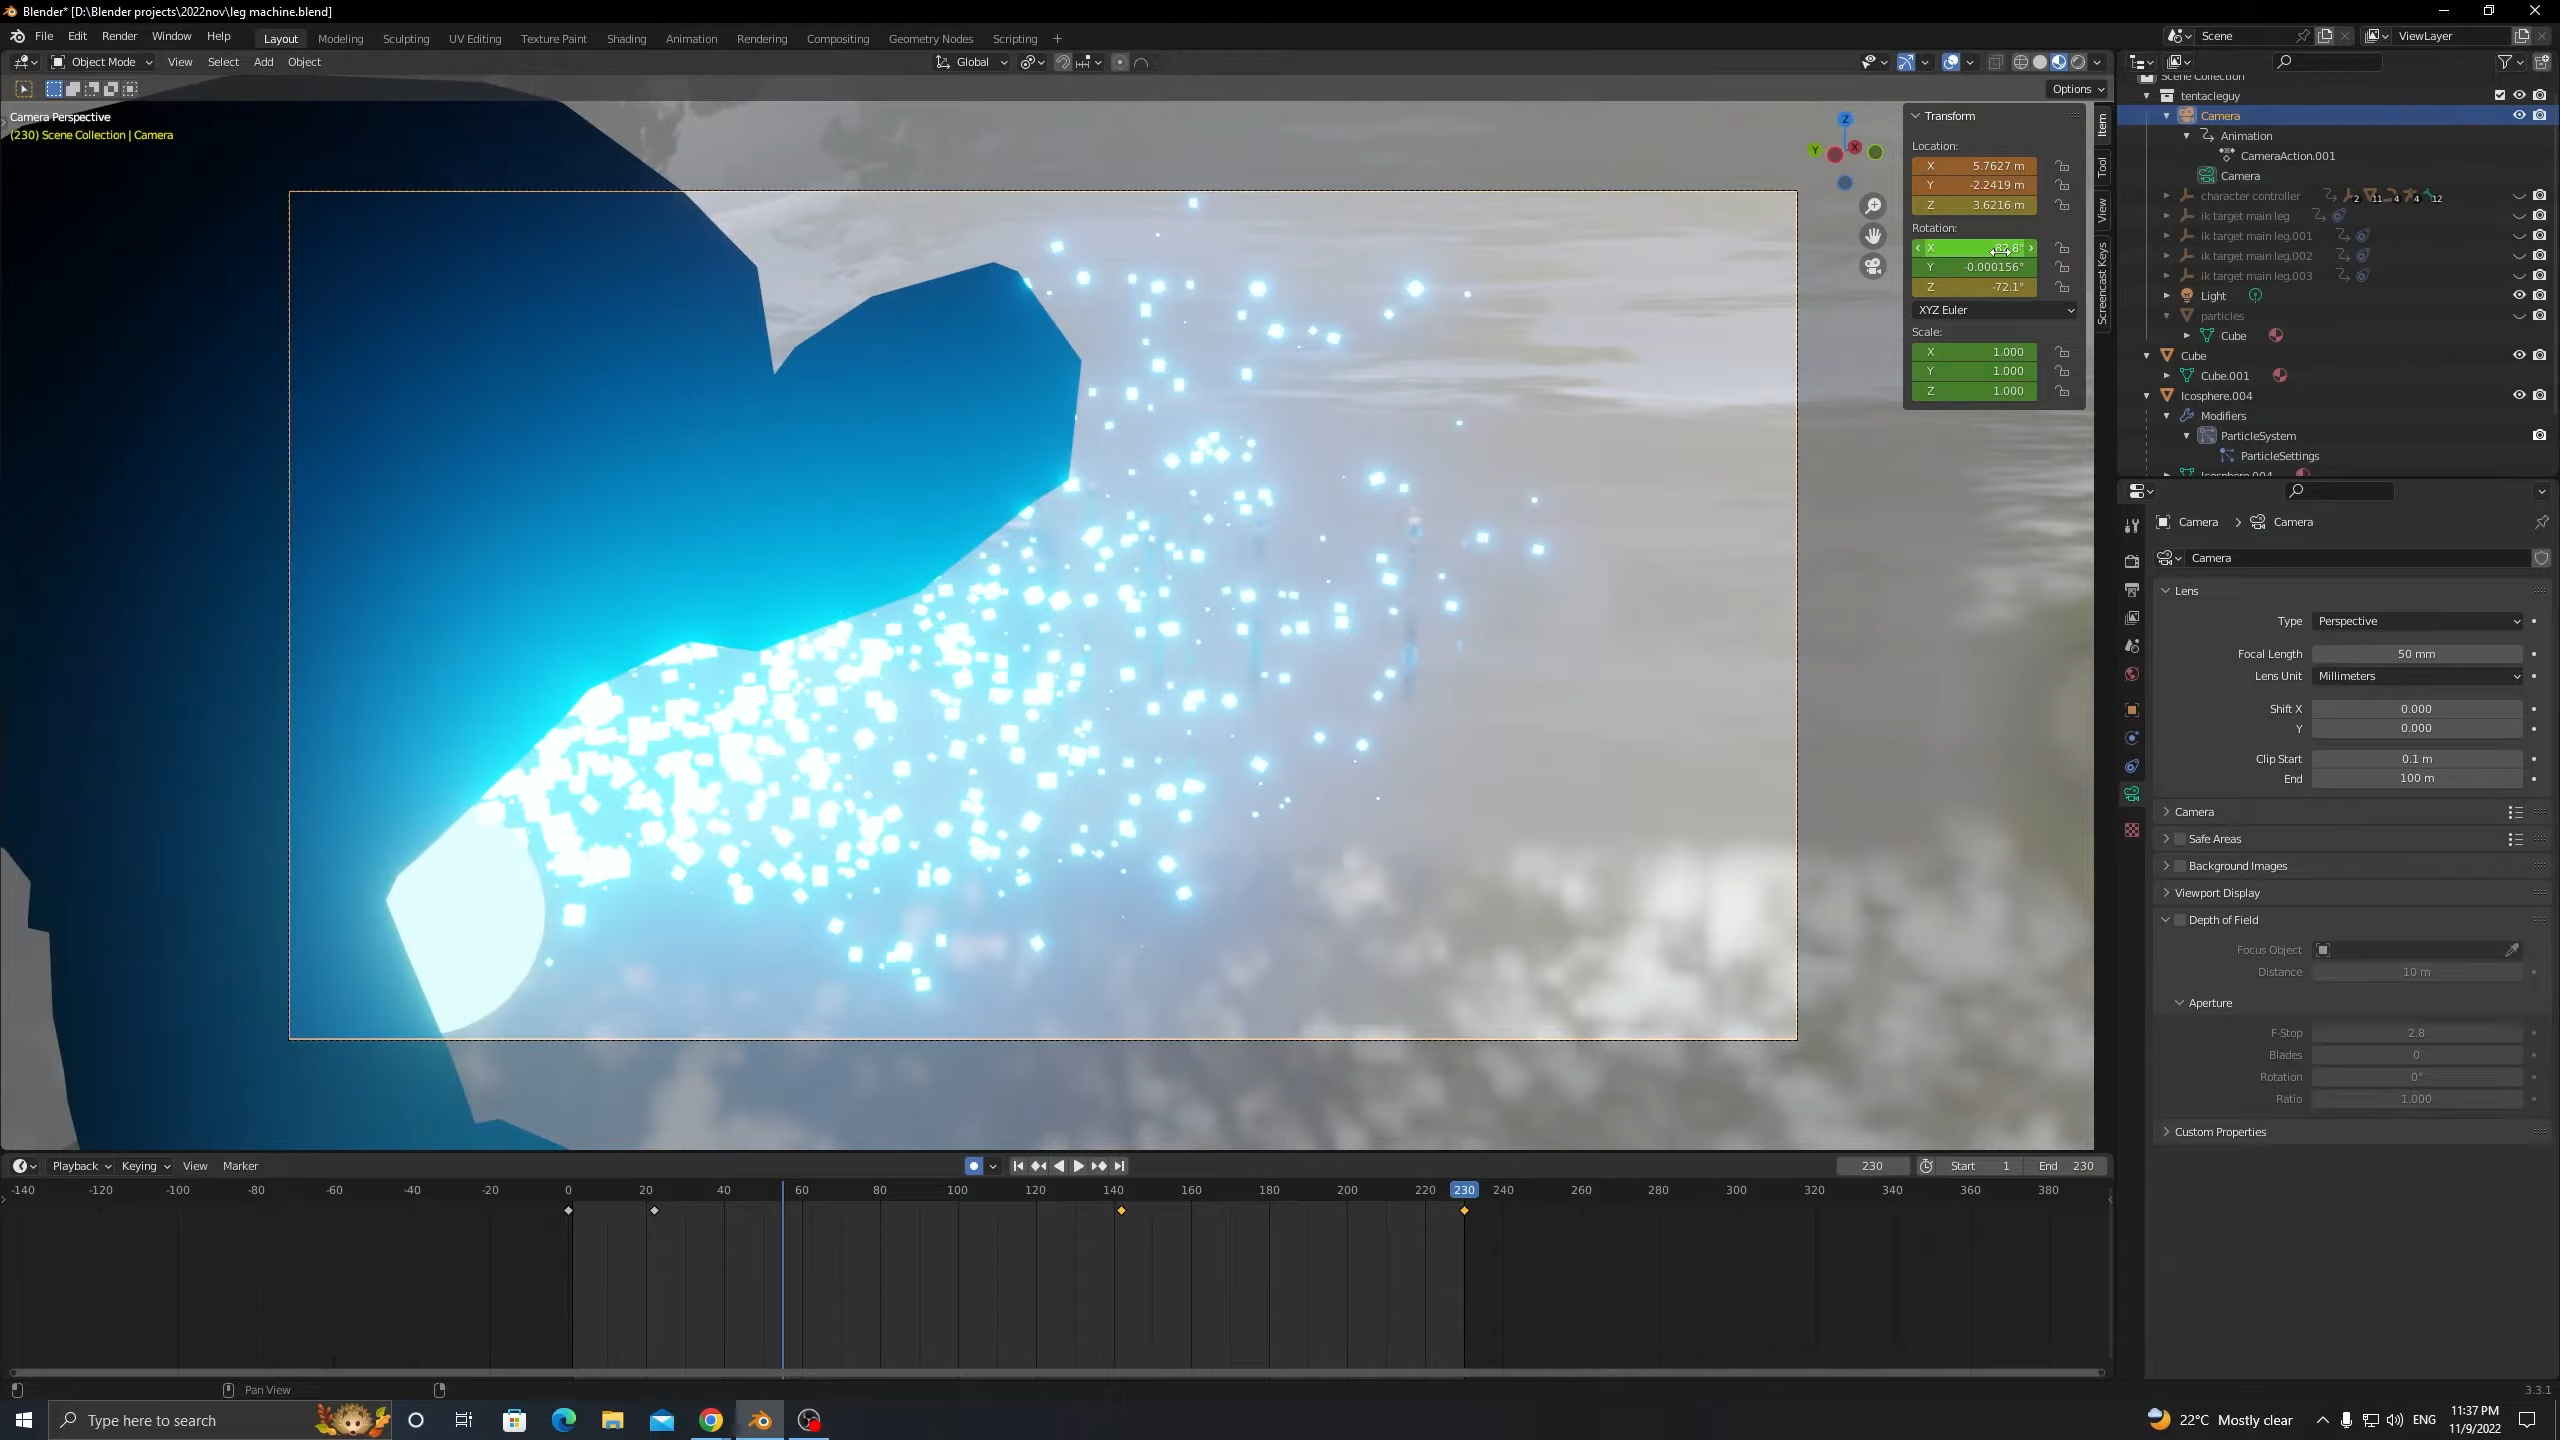 Blender* [D:\Blender projects\2022nov\leg machine.blend]
File Edit Render Window Help Layout Modeling Sculpting UV Editing Texture Paint Shading Animation Rendering Compositing Geometry Nodes Scripting + Scene ViewLayer
Object Mode View Select Add Object Global
Options
Camera Perspective
(230) Scene Collection | Camera
Z
Y
X
Transform
Location:
X 5.7627 m
Y -2.2419 m
Z 3.6216 m
Rotation:
X
Y -0.000156°
Z -72.1°
XYZ Euler
Scale:
X 1.000
Y 1.000
Z 1.000
Item
Tool
View
Screencast Keys
Scene Collection
tentacleguy
Camera
Animation
CameraAction.001
Camera
character controller 2 11 4 4 12
ik target main leg
ik target main leg.001
ik target main leg.002
ik target main leg.003
Light
particles
Cube
Cube
Cube.001
Icosphere.004
Modifiers
ParticleSystem
ParticleSettings
Icosphere.004
Camera > Camera
Camera
Lens
Type Perspective
Focal Length 50 mm
Lens Unit Millimeters
Shift X 0.000
Y 0.000
Clip Start 0.1 m
End 100 m
Camera
Safe Areas
Background Images
Viewport Display
Depth of Field
Focus Object
Distance 10 m
Aperture
F-Stop 2.8
Blades 0
Rotation 0°
Ratio 1.000
Custom Properties
Playback Keying View Marker 230 Start 1 End 230
-140 -120 -100 -80 -60 -40 -20 0 20 40 60 80 100 120 140 160 180 200 220 230 240 260 280 300 320 340 360 380
Pan View
3.3.1
Type here to search
22°C Mostly clear ENG
11:37 PM
11/9/2022